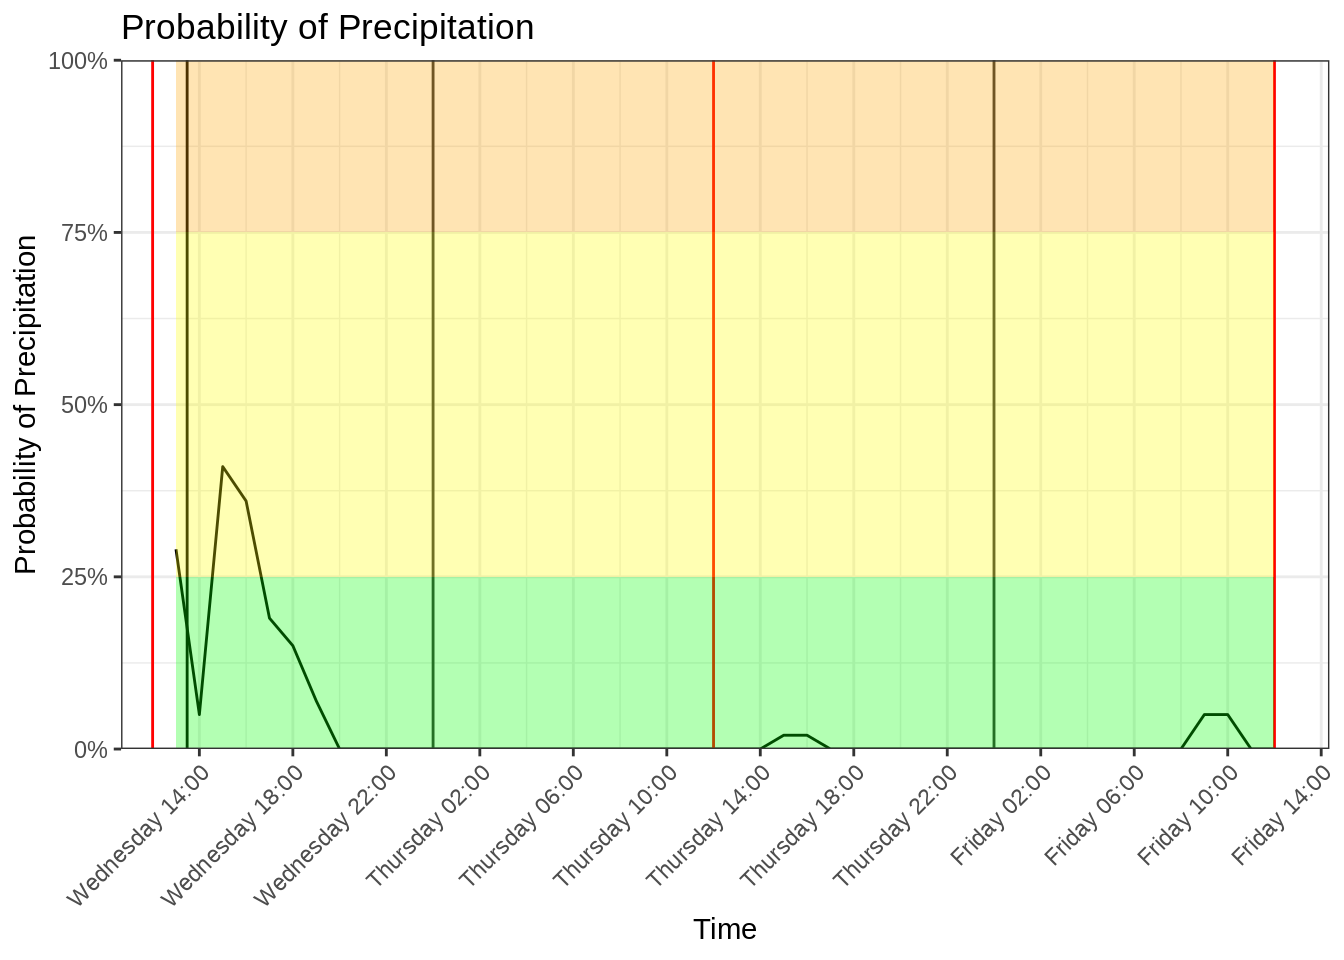 Probability of Precipitation
Probability of Precipitation
100%
75%
50%
25%
0%
Wednesday 14:00
Wednesday 18:00
Wednesday 22:00
Thursday 02:00
Thursday 06:00
Thursday 10:00
Thursday 14:00
Thursday 18:00
Thursday 22:00
Friday 02:00
Friday 06:00
Friday 10:00
Friday 14:00
Time